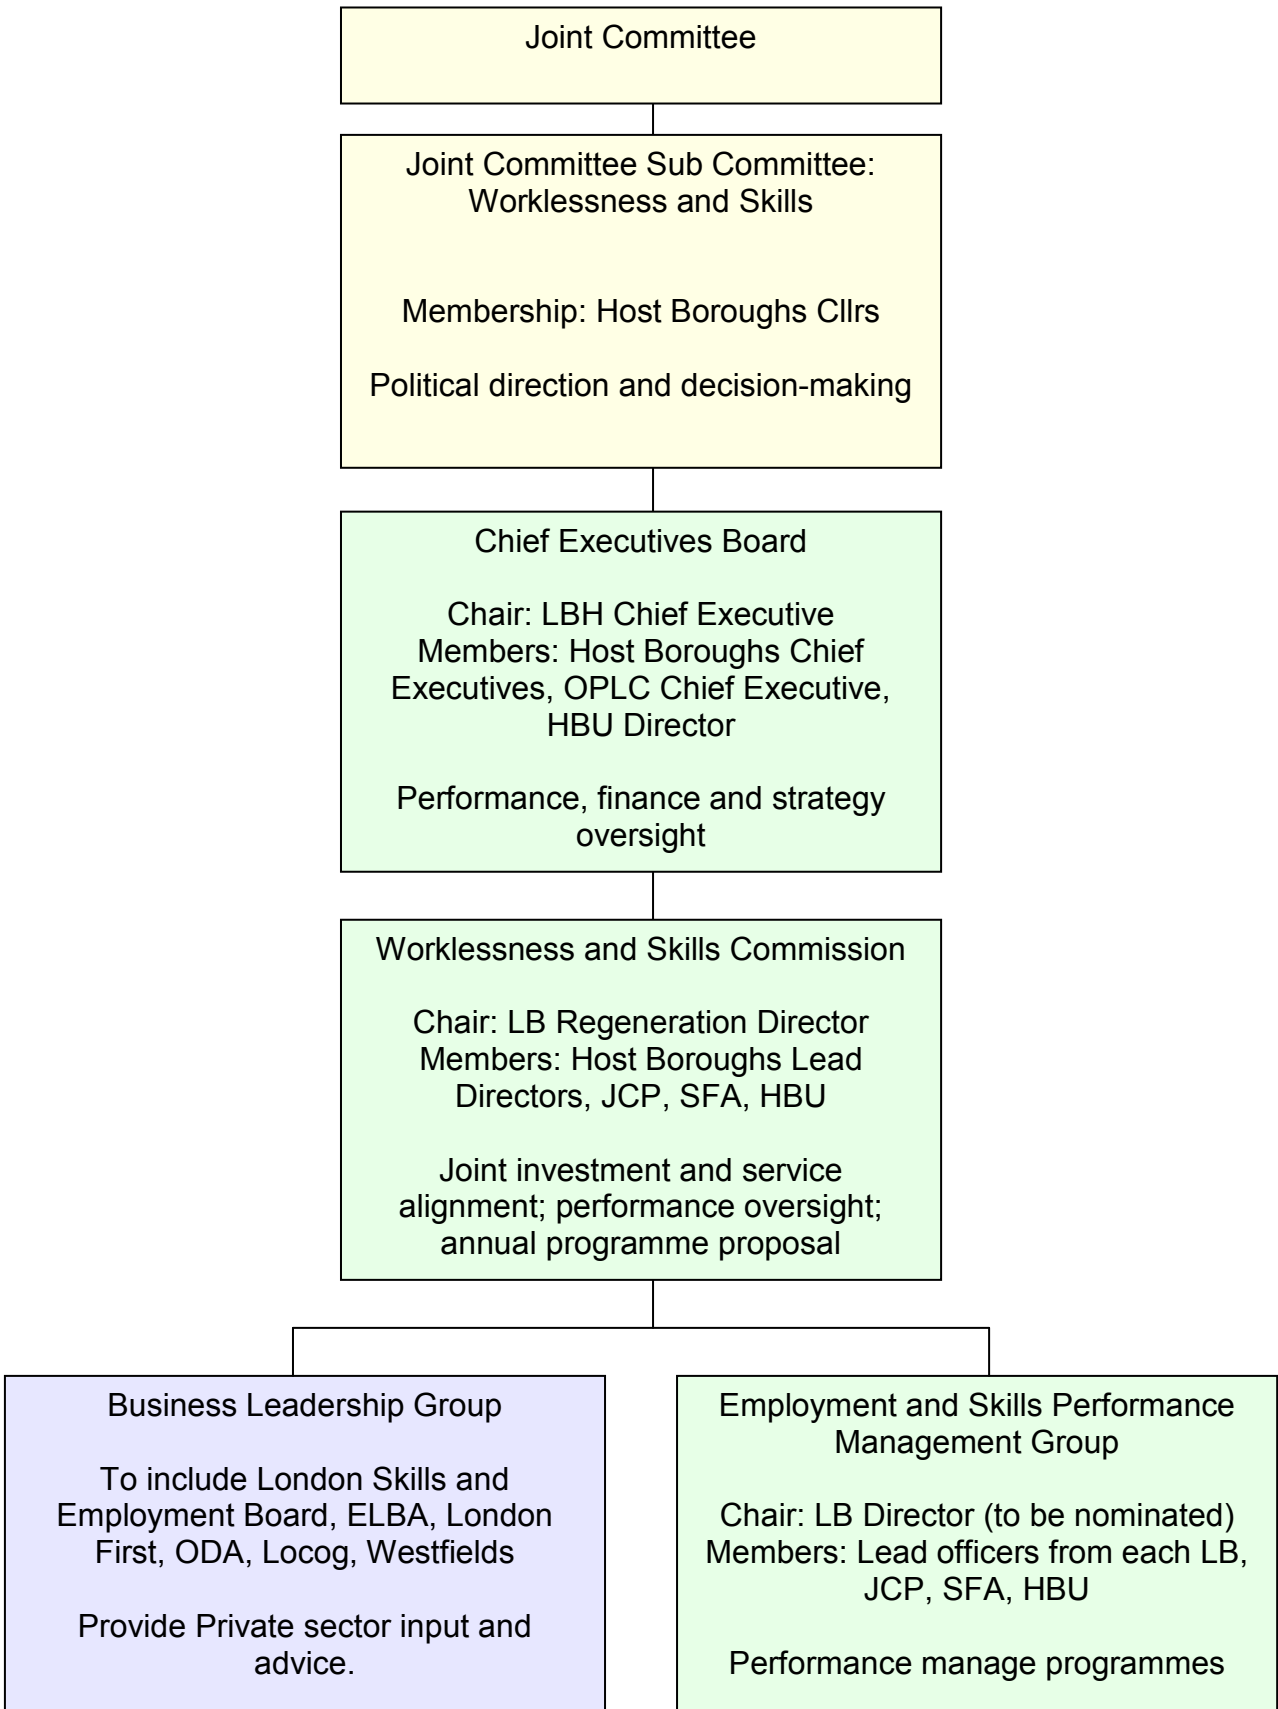 Joint Committee
Joint Committee Sub Committee:
Worklessness and Skills
Membership: Host Boroughs Cllrs
Political direction and decision-making
Chief Executives Board
Chair: LBH Chief Executive
Members: Host Boroughs Chief
Executives, OPLC Chief Executive,
HBU Director
Performance, finance and strategy
oversight
Worklessness and Skills Commission
Chair: LB Regeneration Director
Members: Host Boroughs Lead
Directors, JCP, SFA, HBU
Joint investment and service
alignment; performance oversight;
annual programme proposal
Business Leadership Group
To include London Skills and
Employment Board, ELBA, London
First, ODA, Locog, Westfields
Provide Private sector input and
advice.
Employment and Skills Performance
Management Group
Chair: LB Director (to be nominated)
Members: Lead officers from each LB,
JCP, SFA, HBU
Performance manage programmes